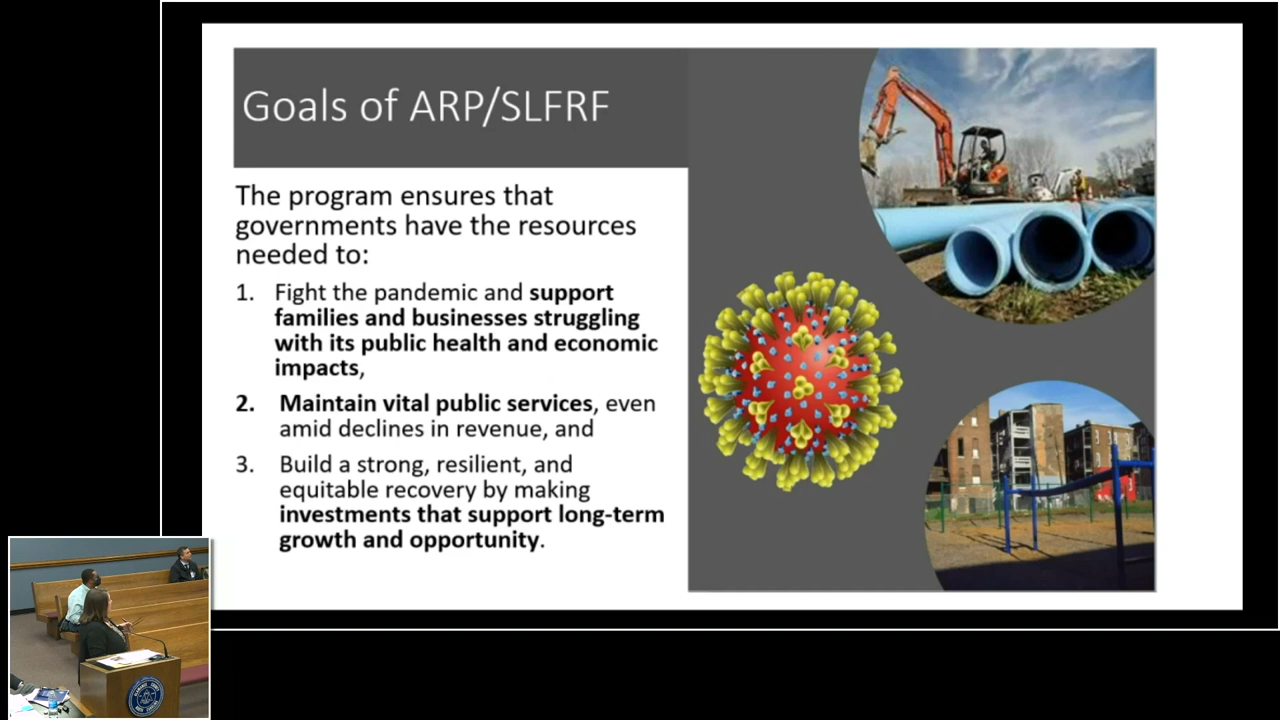 Goals of ARP/SLFRF
The program ensures that
governments have the resources
needed to:
1. Fight the pandemic and support
families and businesses struggling
with its public health and economic
impacts,
2. Maintain vital public services, even
amid declines in revenue, and
3. Build a strong, resilient, and
equitable recovery by making
investments that support long-term
growth and opportunity.